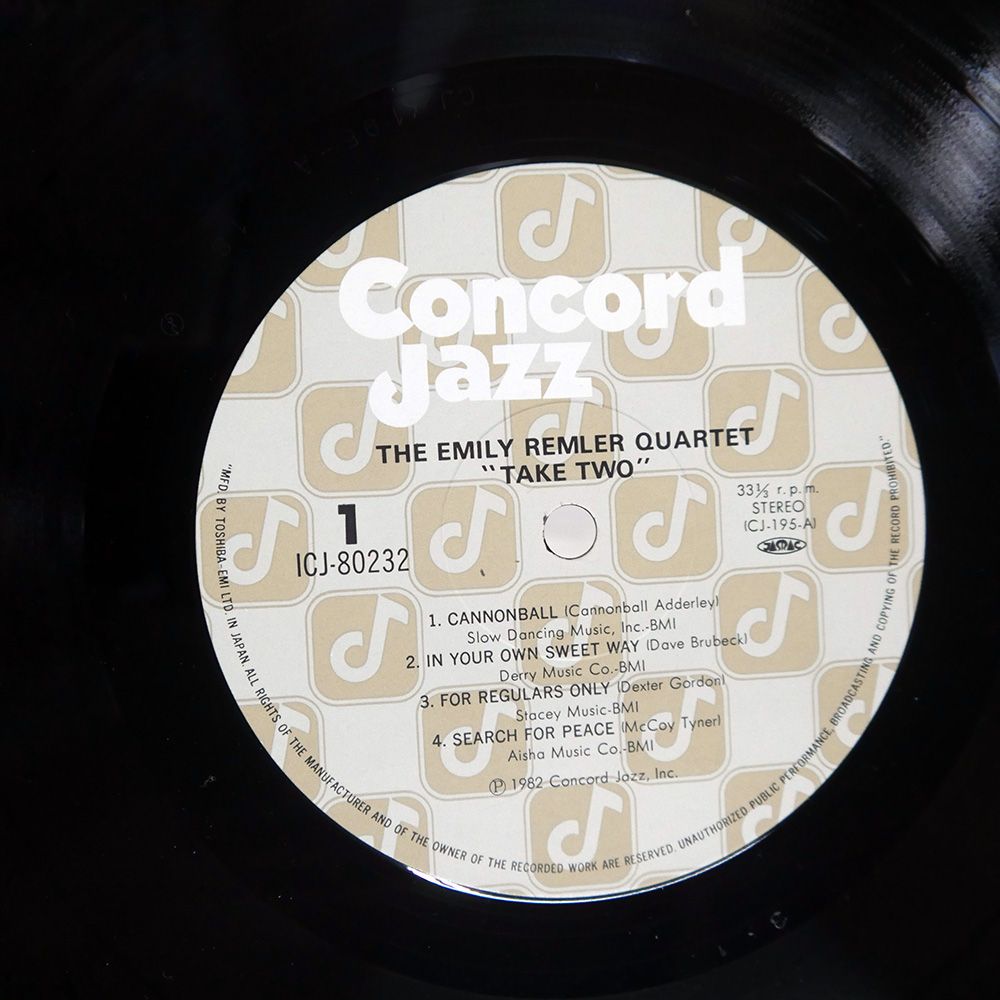 Concord
Jazz
THE EMILY REMLER QUARTET
"TAKE TWO"
1
ICJ-80232
33⅓ r.p.m.
STEREO
(CJ-195-A)
JASRAC
1. CANNONBALL (Cannonball Adderley)
Slow Dancing Music, Inc.-BMI
2. IN YOUR OWN SWEET WAY (Dave Brubeck)
Derry Music Co.-BMI
3. FOR REGULARS ONLY (Dexter Gordon)
Stacey Music-BMI
4. SEARCH FOR PEACE (McCoy Tyner)
Aisha Music Co.-BMI
Ⓟ 1982 Concord Jazz, Inc.
"MFD. BY TOSHIBA-EMI LTD. IN JAPAN. ALL RIGHTS OF THE MANUFACTURER AND OF THE OWNER OF THE RECORDED WORK ARE RESERVED. UNAUTHORIZED PUBLIC PERFORMANCE, BROADCASTING AND COPYING OF THE RECORD PROHIBITED."